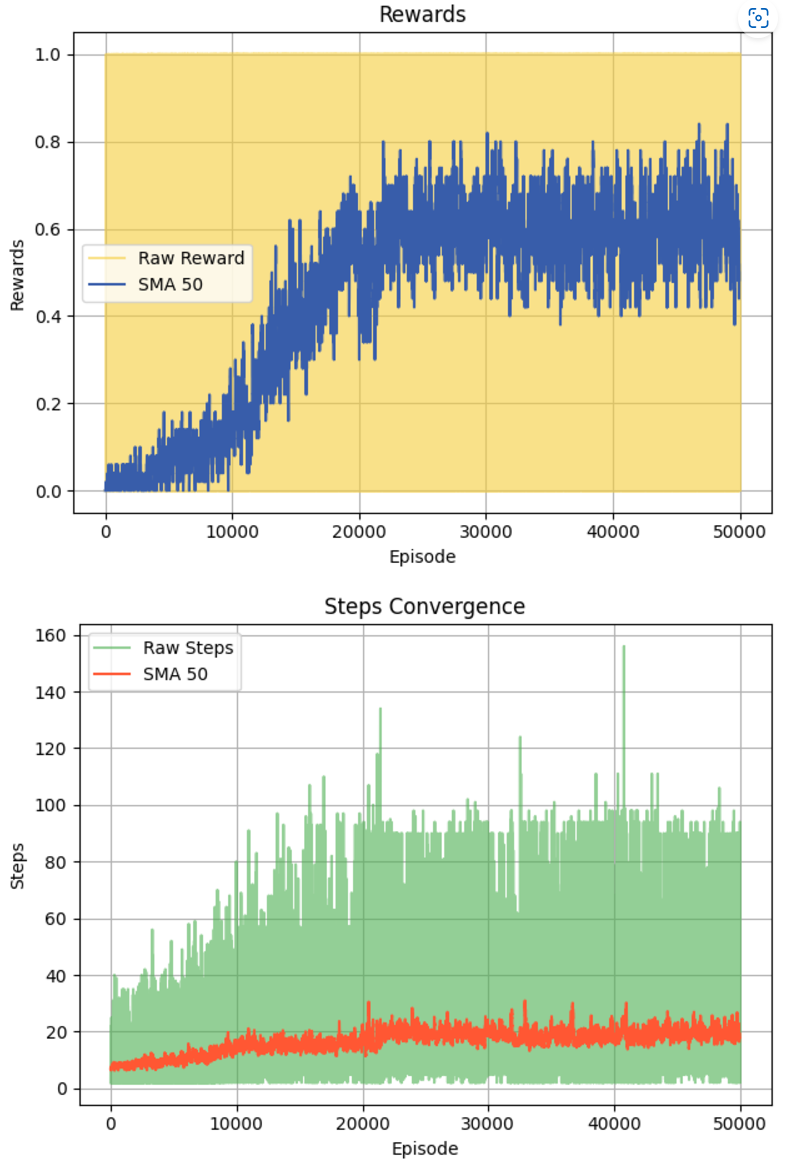 Rewards
1.0
0.8
0.6
0.4
0.2
0.0
Rewards
Raw Reward
SMA 50
0 10000 20000 30000 40000 50000
Episode
Steps Convergence
160
140
120
100
80
60
40
20
0
Steps
Raw Steps
SMA 50
0 10000 20000 30000 40000 50000
Episode